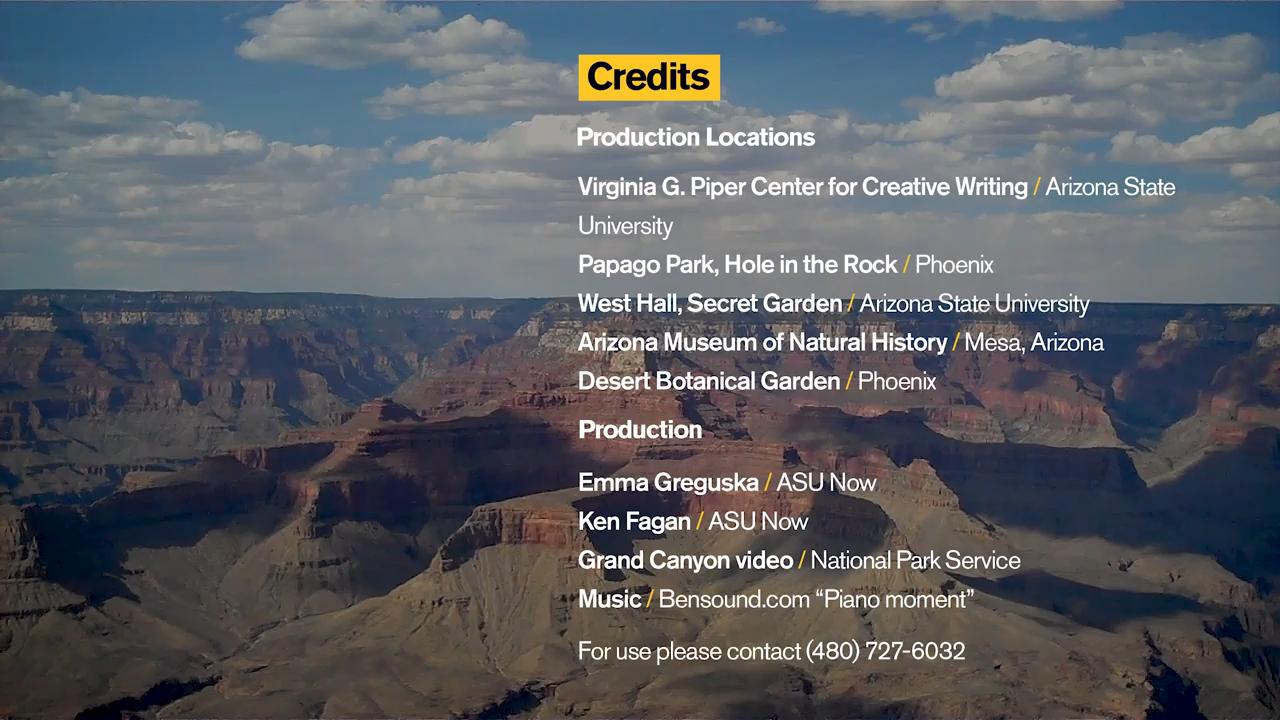 Credits
Production Locations
Virginia G. Piper Center for Creative Writing / Arizona State
University
Papago Park, Hole in the Rock / Phoenix
West Hall, Secret Garden / Arizona State University
Arizona Museum of Natural History / Mesa, Arizona
Desert Botanical Garden / Phoenix
Production
Emma Greguska / ASU Now
Ken Fagan / ASU Now
Grand Canyon video / National Park Service
Music / Bensound.com “Piano moment”
For use please contact (480) 727-6032